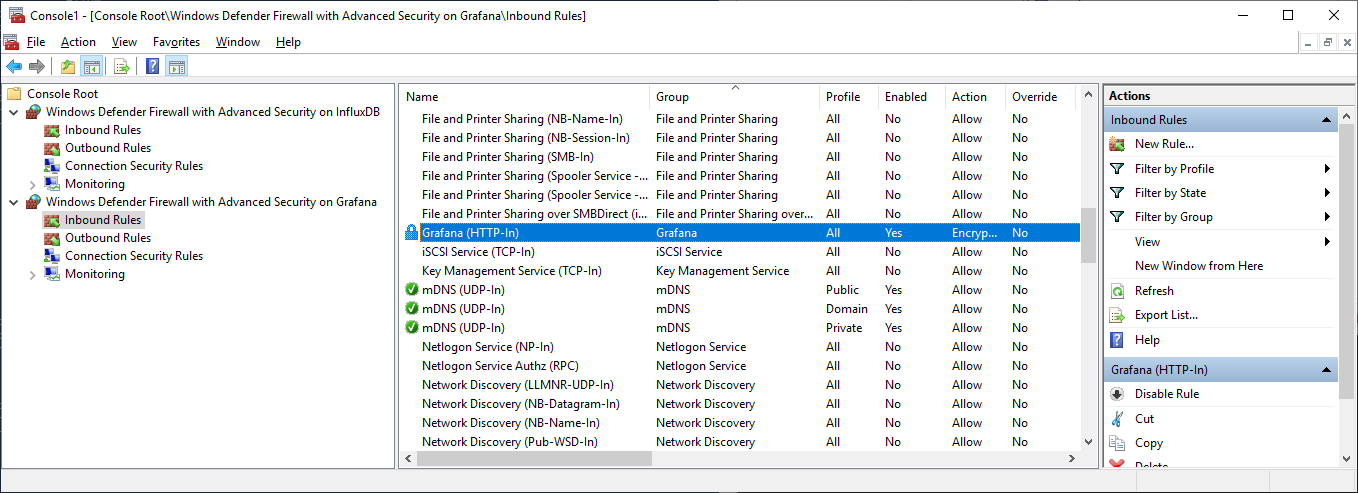 Console1 - [Console Root\Windows Defender Firewall with Advanced Security on Grafana\Inbound Rules]
File Action View Favorites Window Help
Console Root
Windows Defender Firewall with Advanced Security on InfluxDB
Inbound Rules
Outbound Rules
Connection Security Rules
Monitoring
Windows Defender Firewall with Advanced Security on Grafana
Inbound Rules
Outbound Rules
Connection Security Rules
Monitoring
Name Group Profile Enabled Action Override
File and Printer Sharing (NB-Name-In) File and Printer Sharing All No Allow No
File and Printer Sharing (NB-Session-In) File and Printer Sharing All No Allow No
File and Printer Sharing (SMB-In) File and Printer Sharing All No Allow No
File and Printer Sharing (Spooler Service -... File and Printer Sharing All No Allow No
File and Printer Sharing (Spooler Service -... File and Printer Sharing All No Allow No
File and Printer Sharing over SMBDirect (i... File and Printer Sharing over... All No Allow No
Grafana (HTTP-In) Grafana All Yes Encryp... No
iSCSI Service (TCP-In) iSCSI Service All No Allow No
Key Management Service (TCP-In) Key Management Service All No Allow No
mDNS (UDP-In) mDNS Public Yes Allow No
mDNS (UDP-In) mDNS Domain Yes Allow No
mDNS (UDP-In) mDNS Private Yes Allow No
Netlogon Service (NP-In) Netlogon Service All No Allow No
Netlogon Service Authz (RPC) Netlogon Service All No Allow No
Network Discovery (LLMNR-UDP-In) Network Discovery All No Allow No
Network Discovery (NB-Datagram-In) Network Discovery All No Allow No
Network Discovery (NB-Name-In) Network Discovery All No Allow No
Network Discovery (Pub-WSD-In) Network Discovery All No Allow No
Actions
Inbound Rules
New Rule...
Filter by Profile
Filter by State
Filter by Group
View
New Window from Here
Refresh
Export List...
Help
Grafana (HTTP-In)
Disable Rule
Cut
Copy
Delete